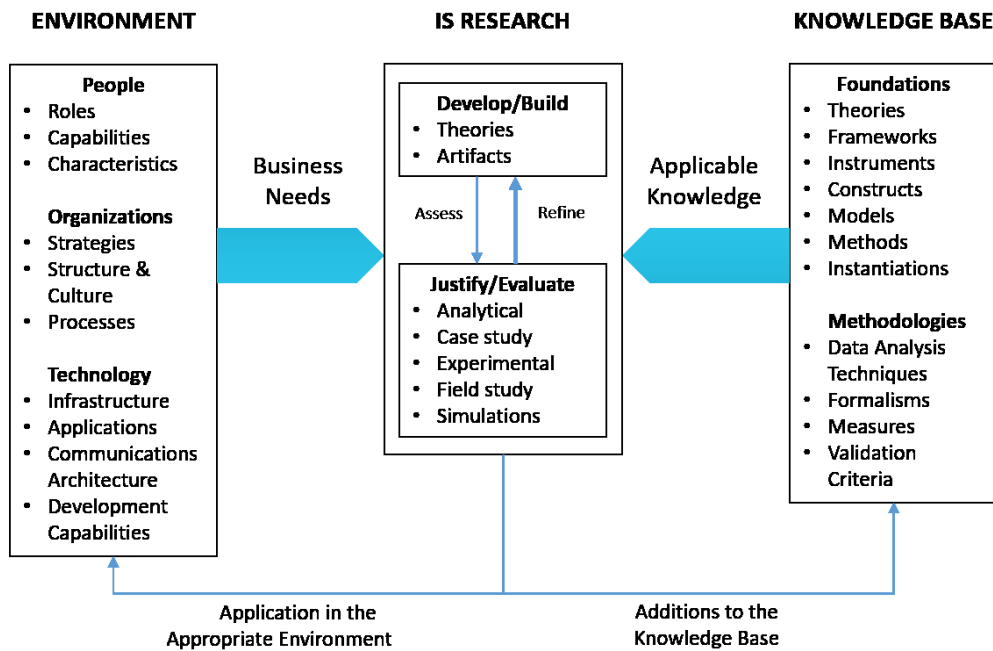 ENVIRONMENT
People
• Roles
• Capabilities
• Characteristics
Organizations
• Strategies
• Structure &
Culture
• Processes
Technology
• Infrastructure
• Applications
• Communications
Architecture
• Development
Capabilities
Business
Needs
IS RESEARCH
Develop/Build
• Theories
• Artifacts
Assess
Refine
Justify/Evaluate
• Analytical
• Case study
• Experimental
• Field study
• Simulations
Applicable
Knowledge
KNOWLEDGE BASE
Foundations
• Theories
• Frameworks
• Instruments
• Constructs
• Models
• Methods
• Instantiations
Methodologies
• Data Analysis
Techniques
• Formalisms
• Measures
• Validation
Criteria
Application in the
Appropriate Environment
Additions to the
Knowledge Base